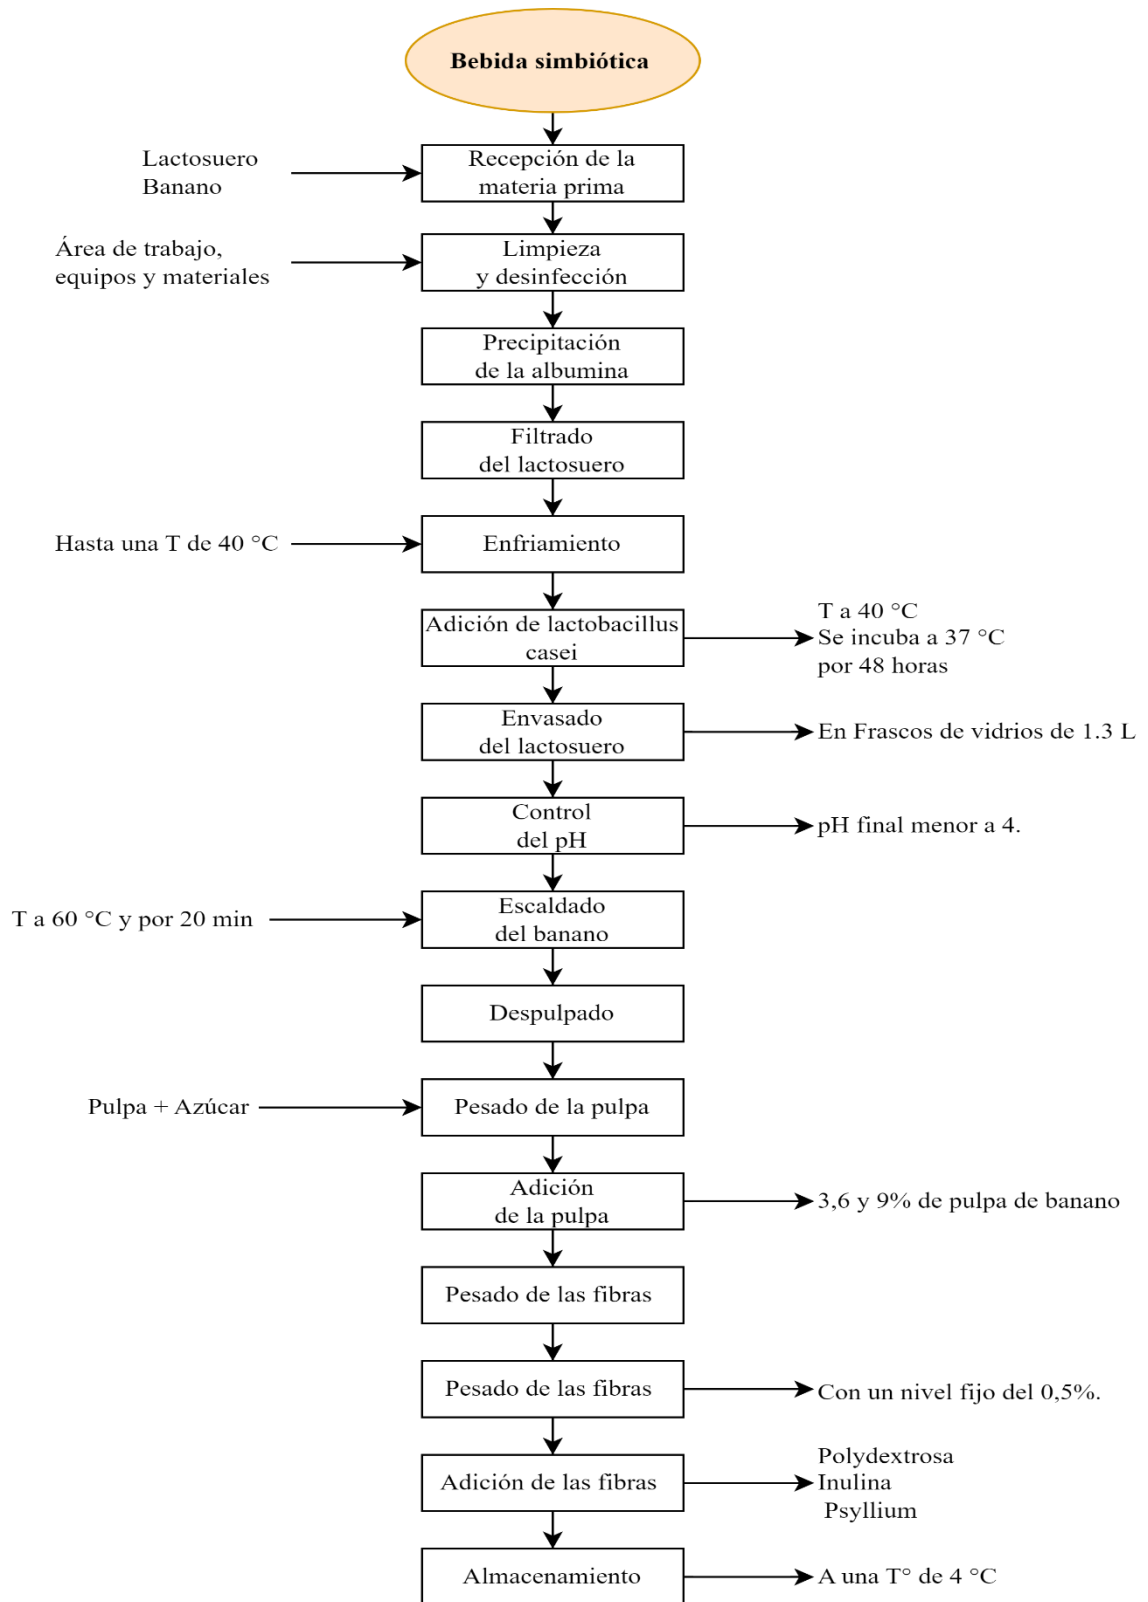 Bebida simbiótica
Lactosuero
Banano
Recepción de la
materia prima
Área de trabajo,
equipos y materiales
Limpieza
y desinfección
Precipitación
de la albumina
Filtrado
del lactosuero
Hasta una T de 40 °C
Enfriamiento
Adición de lactobacillus
casei
T a 40 °C
Se incuba a 37 °C
por 48 horas
Envasado
del lactosuero
En Frascos de vidrios de 1.3 L
Control
del pH
pH final menor a 4.
T a 60 °C y por 20 min
Escaldado
del banano
Despulpado
Pulpa + Azúcar
Pesado de la pulpa
Adición
de la pulpa
3,6 y 9% de pulpa de banano
Pesado de las fibras
Pesado de las fibras
Con un nivel fijo del 0,5%.
Adición de las fibras
Polydextrosa
Inulina
Psyllium
Almacenamiento
A una T° de 4 °C